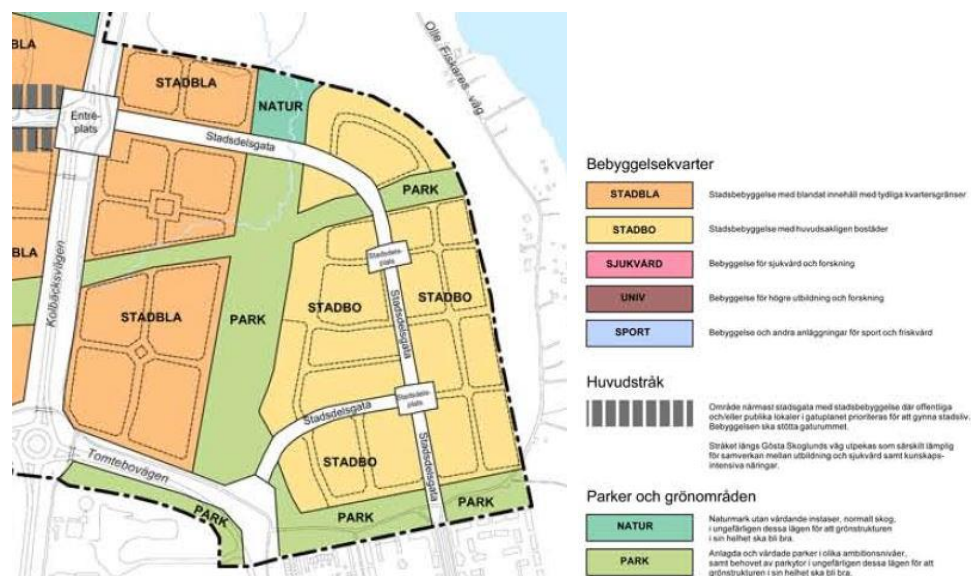 BLA
STADBLA
NATUR
Olle Fiskares väg
Entré-
plats
Stadsdelsgata
PARK
BLA
Kolbäcksvägen
Stadsdels-
plats
STADBO
STADBO
STADBLA
PARK
Stadsdelsgata
Stadsdels-
plats
Stadsdelsgata
Tomtebovägen
STADBO
Stadsdelsgata
PARK
PARK
PARK
Bebyggelsekvarter
STADBLA
Stadsbebyggelse med blandat innehåll med tydliga kvartersgränser
STADBO
Stadsbebyggelse med huvudsakligen bostäder
SJUKVÅRD
Bebyggelse för sjukvård och forskning
UNIV
Bebyggelse för högre utbildning och forskning
SPORT
Bebyggelse och andra anläggningar för sport och friskvård
Huvudstråk
Område närmast stadsgata med stadsbebyggelse där offentliga
och/eller publika lokaler i gatuplanet prioriteras för att gynna stadsliv.
Bebyggelsen ska stötta gaturummet.
Stråket längs Gösta Skoglunds väg utpekas som särskilt lämplig
för samverkan mellan utbildning och sjukvård samt kunskaps-
intensiva näringar.
Parker och grönområden
NATUR
Naturmark utan vårdande instaser, normalt skog,
i ungefärligen dessa lägen för att grönstrukturen
i sin helhet ska bli bra.
PARK
Anlagda och vårdade parker i olika ambitionsnivåer,
samt behovet av parkytor i ungefärligen dessa lägen för att
grönstrukturen i sin helhet ska bli bra.